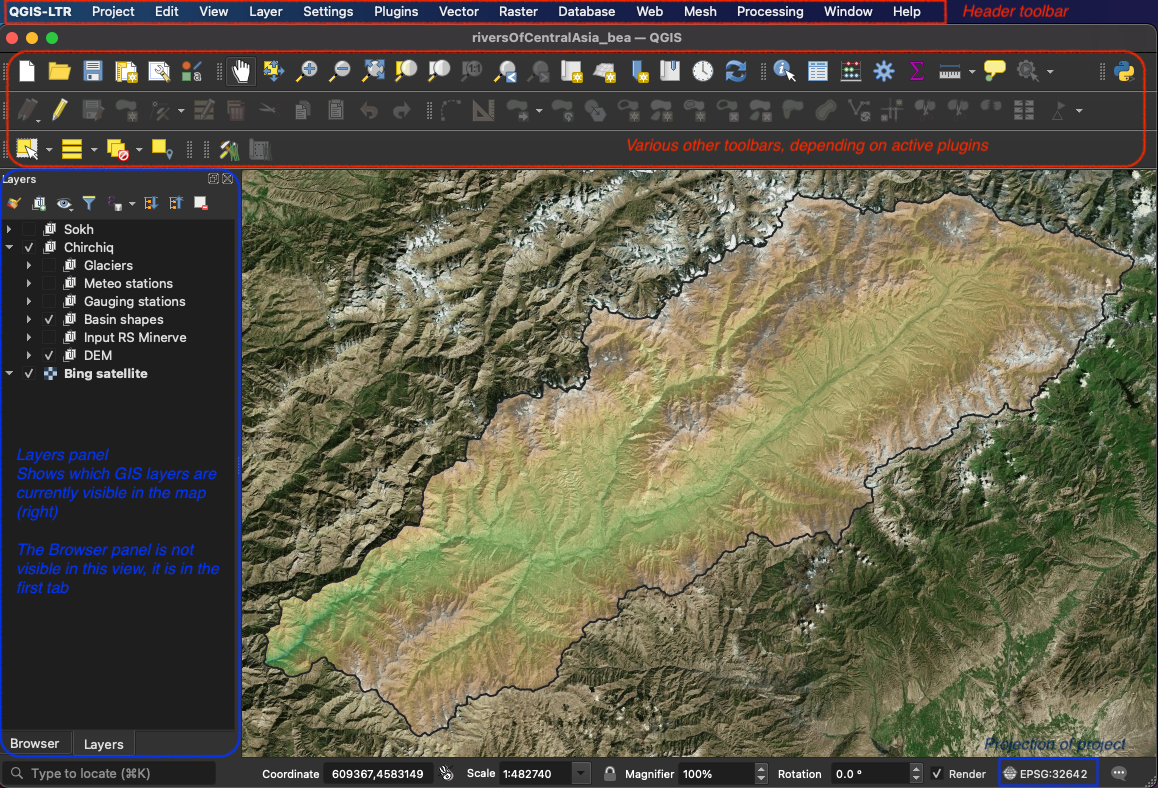 QGIS-LTR Project Edit View Layer Settings Plugins Vector Raster Database Web Mesh Processing Window Help
Header toolbar
riversOfCentralAsia_bea — QGIS
Various other toolbars, depending on active plugins
Layers
Sokh
Chirchiq
Glaciers
Meteo stations
Gauging stations
Basin shapes
Input RS Minerve
DEM
Bing satellite
Layers panel
Shows which GIS layers are
currently visible in the map
(right)
The Browser panel is not
visible in this view, it is in the
first tab
Projection of project
Browser Layers
Type to locate (⌘K) Coordinate 609367,4583149 Scale 1:482740 Magnifier 100% Rotation 0.0 ° Render EPSG:32642